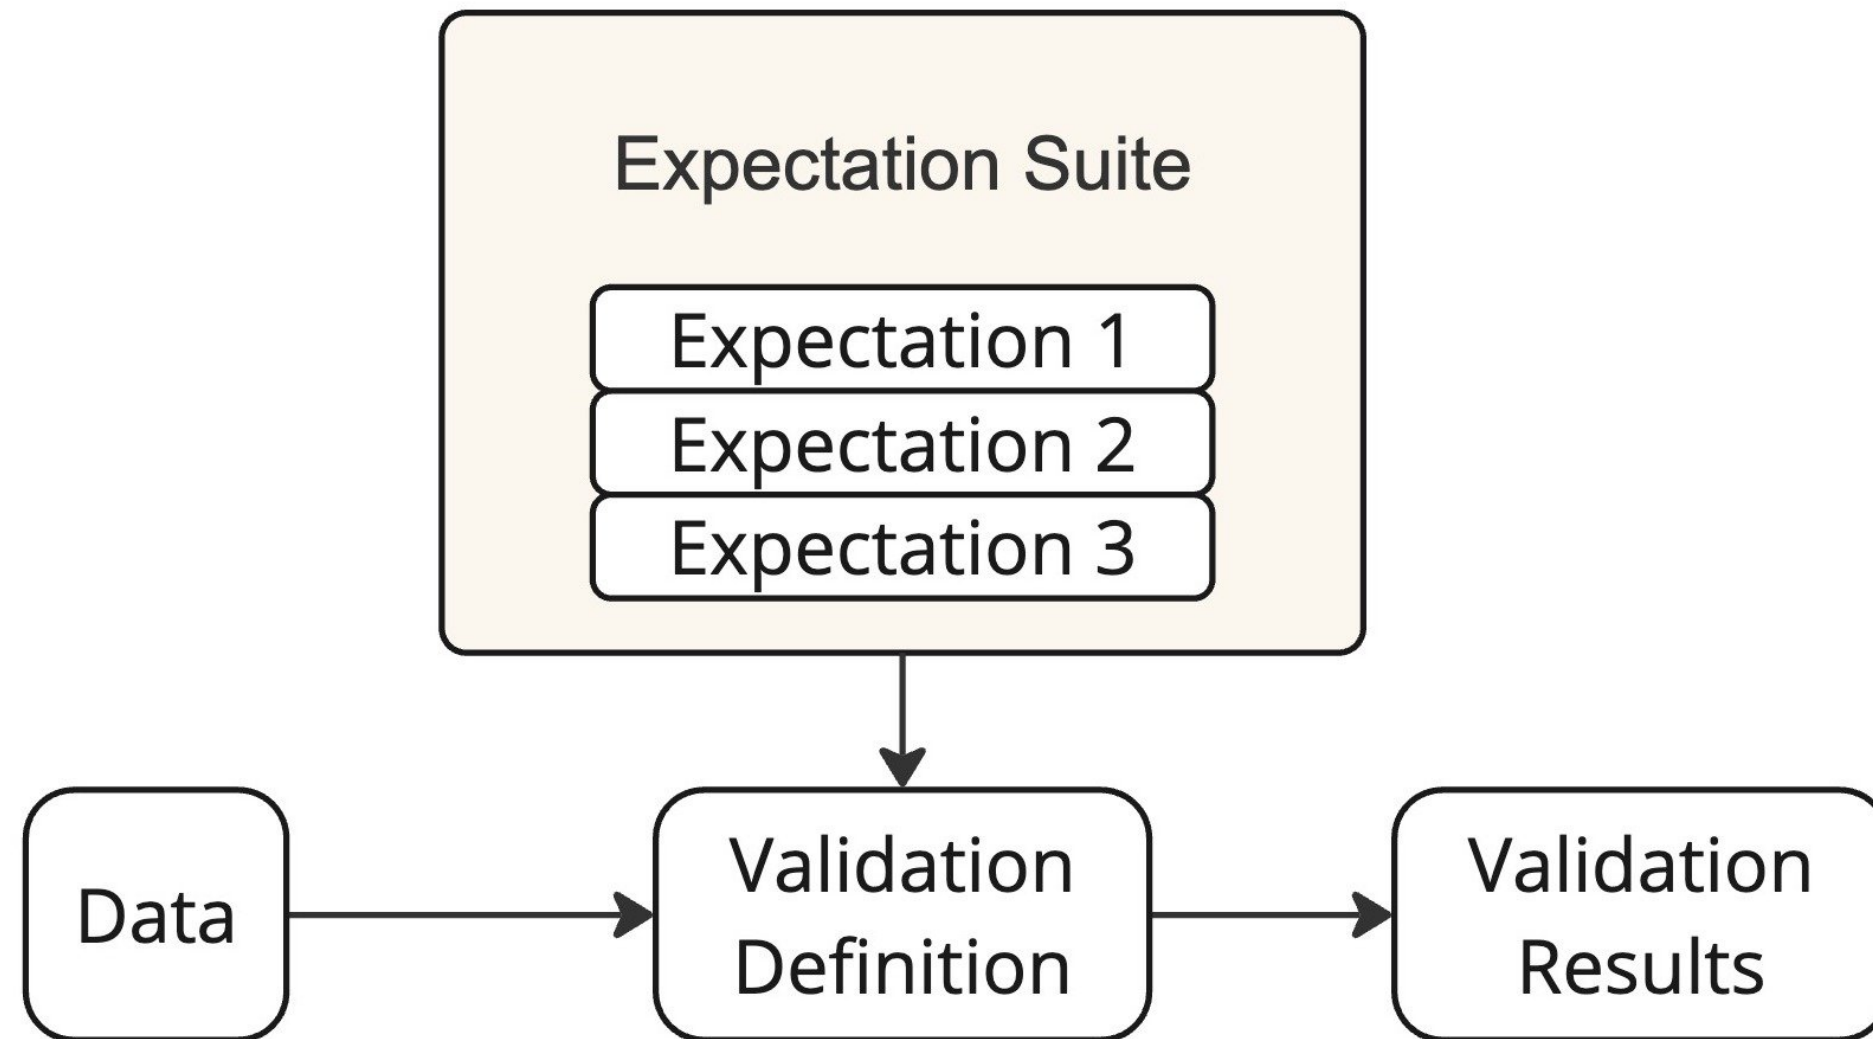 Expectation Suite
Expectation 1
Expectation 2
Expectation 3
Data
Validation
Definition
Validation
Results